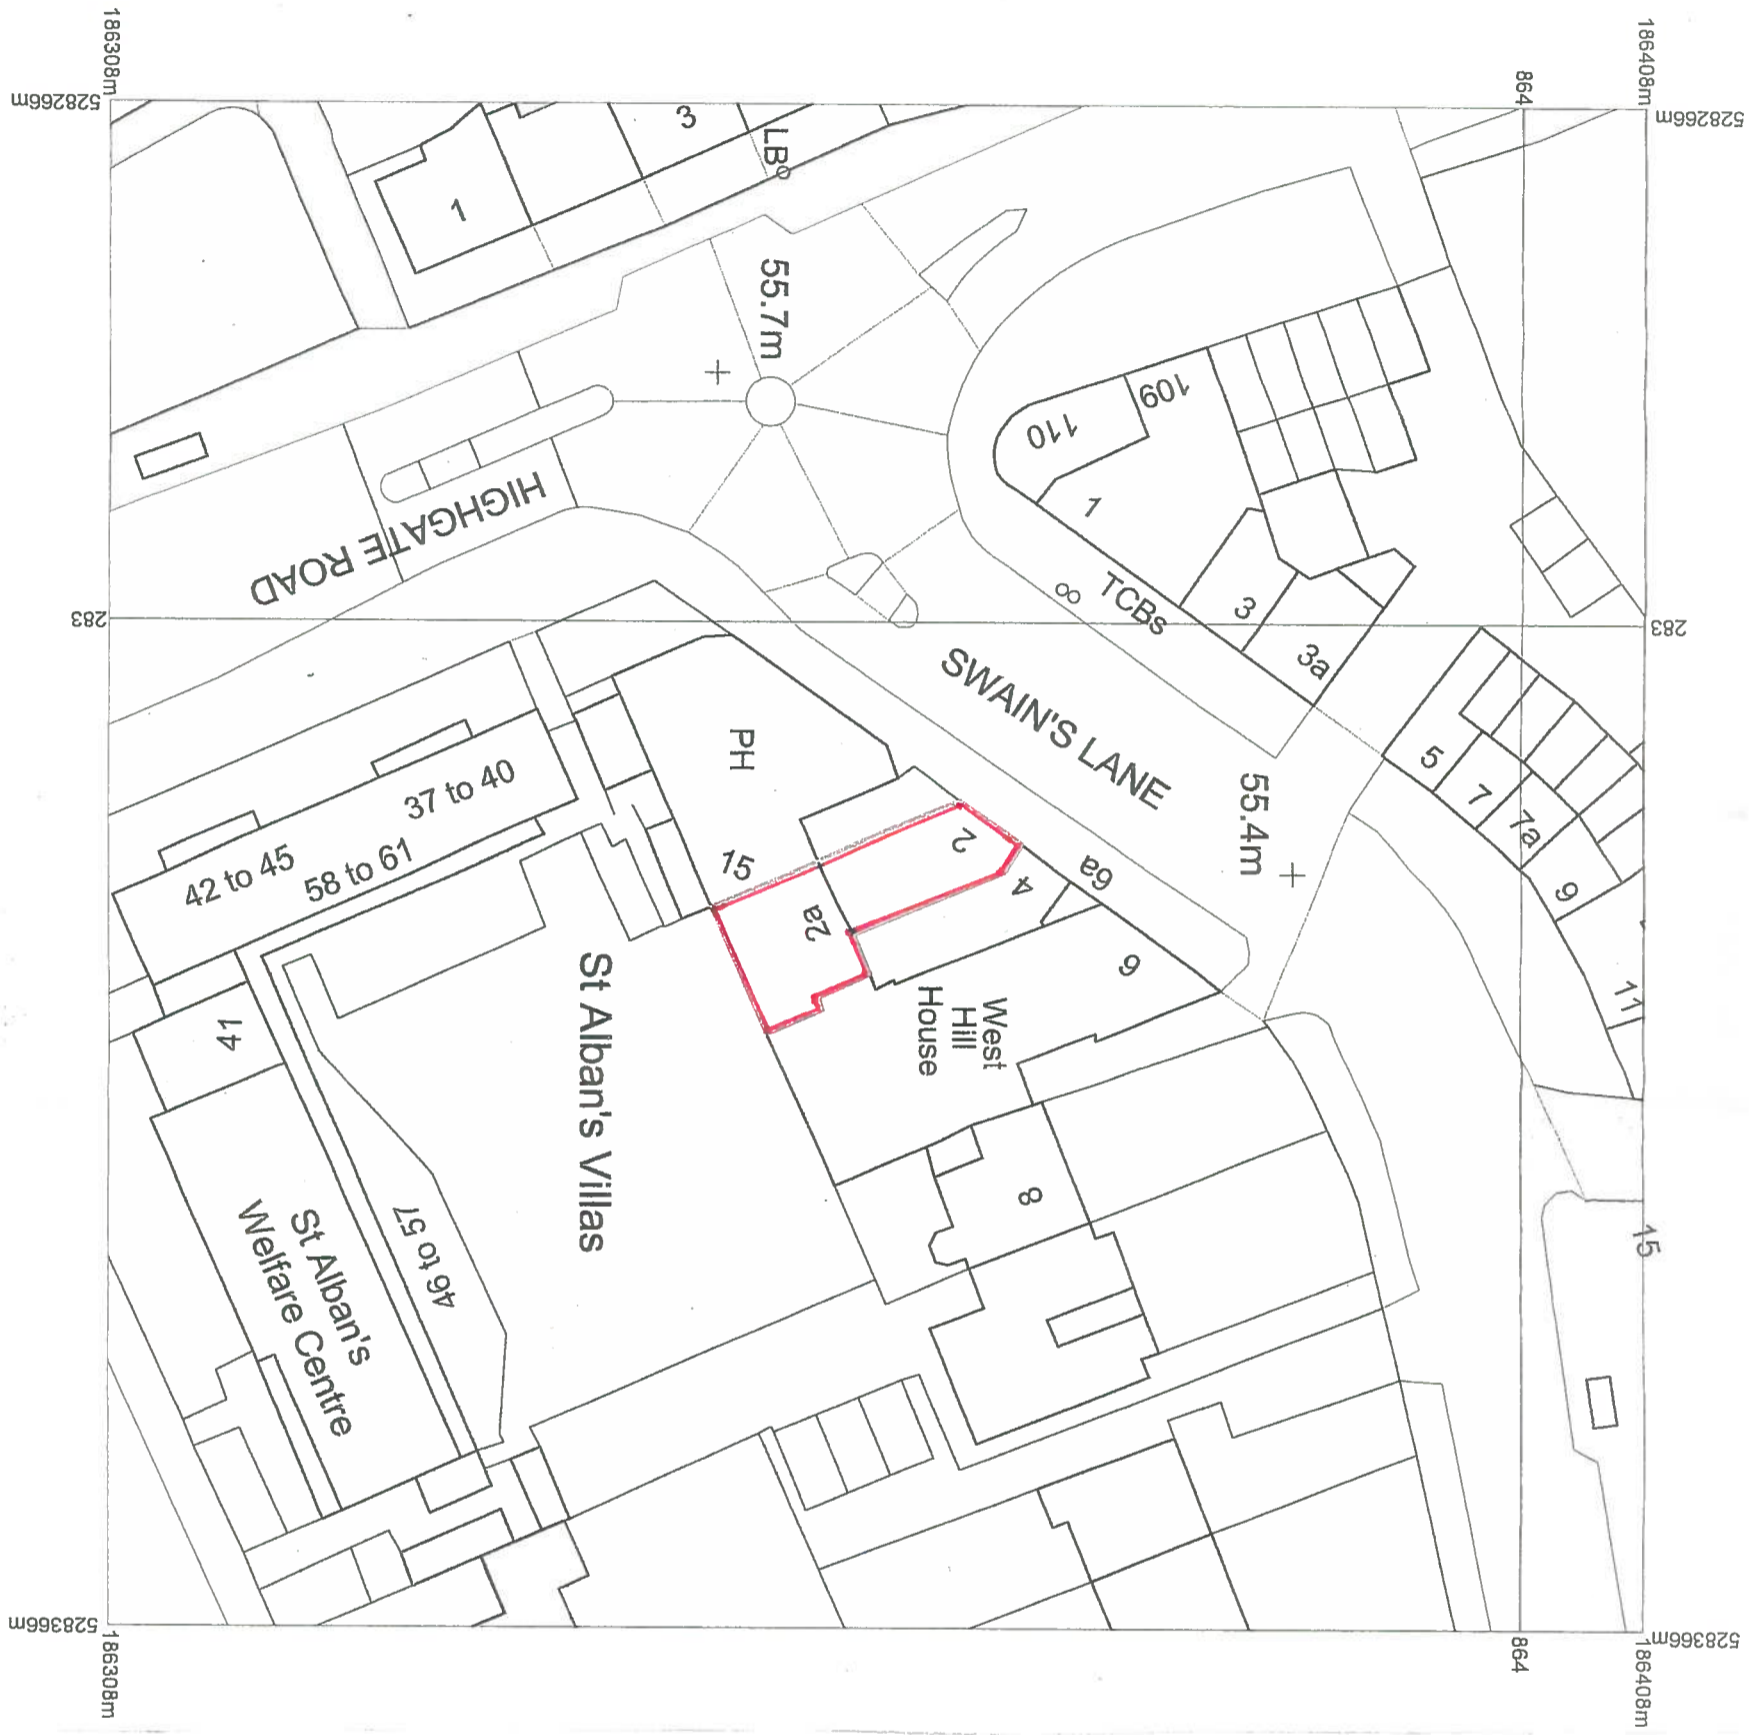 186308m
864
186408m
528266m
528266m
3
LB
1
55.7m
109
110
1
HIGHGATE ROAD
TCBs
3
3a
283
283
SWAIN'S LANE
PH
5
7
7a
9
11
55.4m
37 to 40
42 to 45
58 to 61
15
2
4
6a
2a
6
St Alban's Villas
West
Hill
House
41
8
46 to 57
St Alban's
Welfare Centre
15
528366m
528366m
186308m
864
186408m